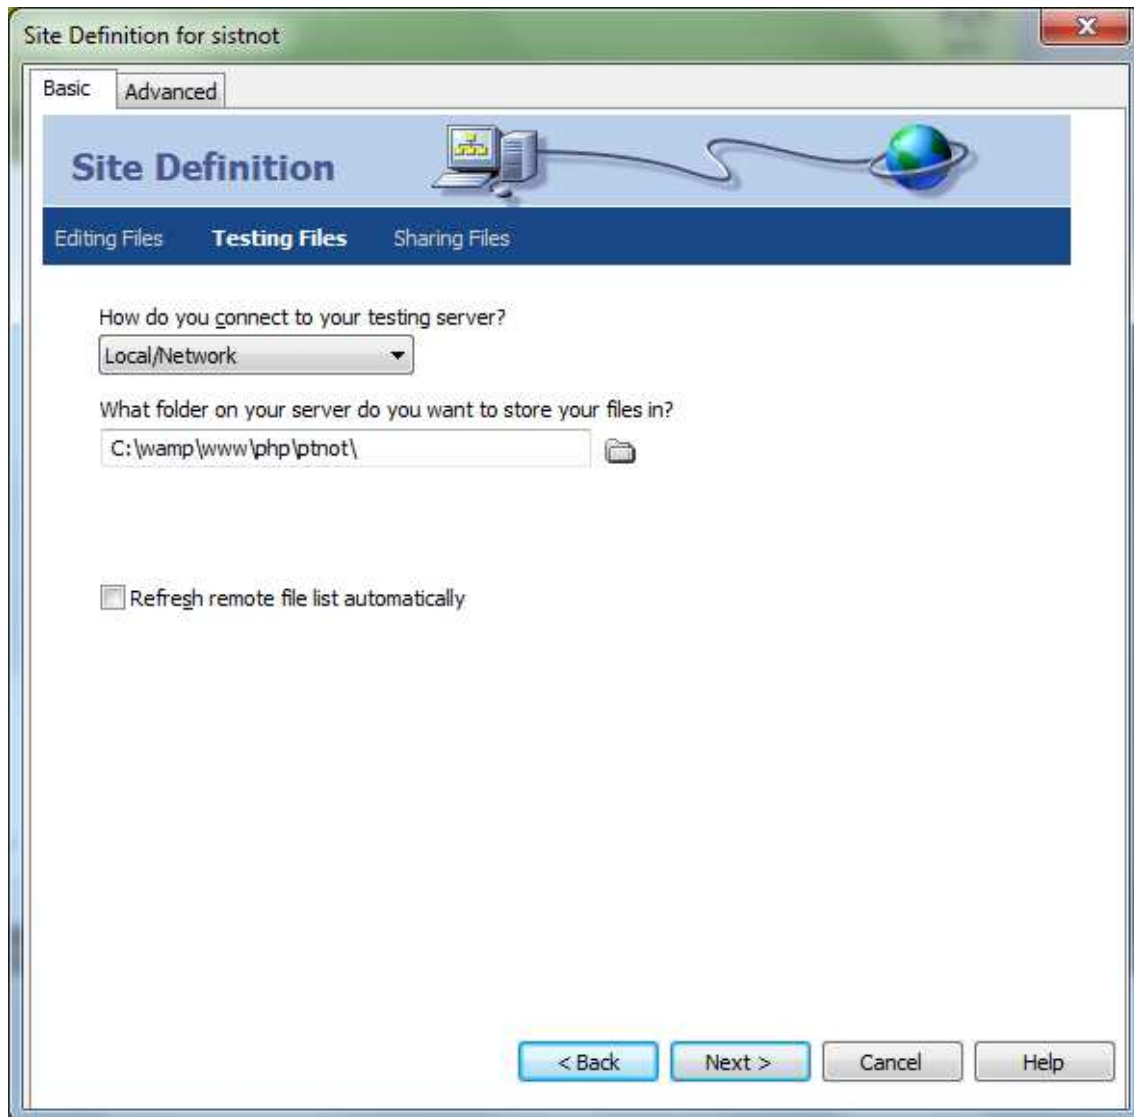 Site Definition for sistnot
Basic Advanced
Site Definition
Editing Files Testing Files Sharing Files
How do you connect to your testing server?
Local/Network
What folder on your server do you want to store your files in?
C:\wamp\www\php\ptnot\
Refresh remote file list automatically
< Back Next > Cancel Help